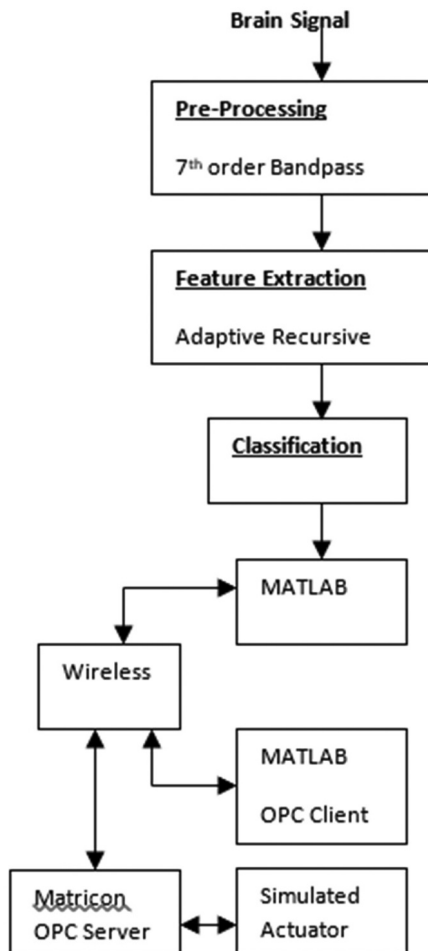 Brain Signal
Pre-Processing
7th order Bandpass
Feature Extraction
Adaptive Recursive
Classification
MATLAB
Wireless
MATLAB
OPC Client
Matricon
OPC Server
Simulated
Actuator